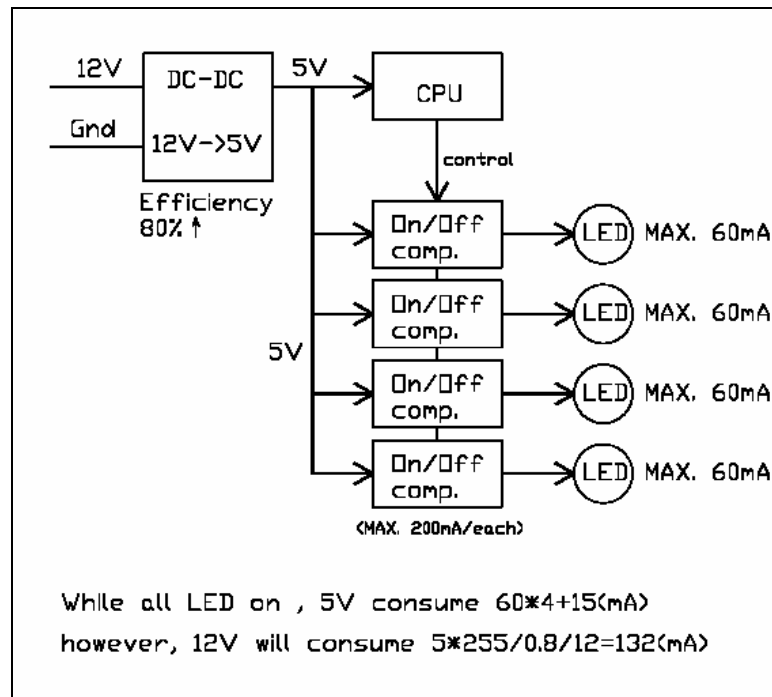 12V
DC-DC
5V
CPU
Gnd
12V->5V
control
Efficiency
80% ↑
On/Off
comp.
LED
MAX. 60mA
On/Off
comp.
LED
MAX. 60mA
5V
On/Off
comp.
LED
MAX. 60mA
On/Off
comp.
LED
MAX. 60mA
(MAX. 200mA/each)
While all LED on , 5V consume 60*4+15(mA)
however, 12V will consume 5*255/0.8/12=132(mA)